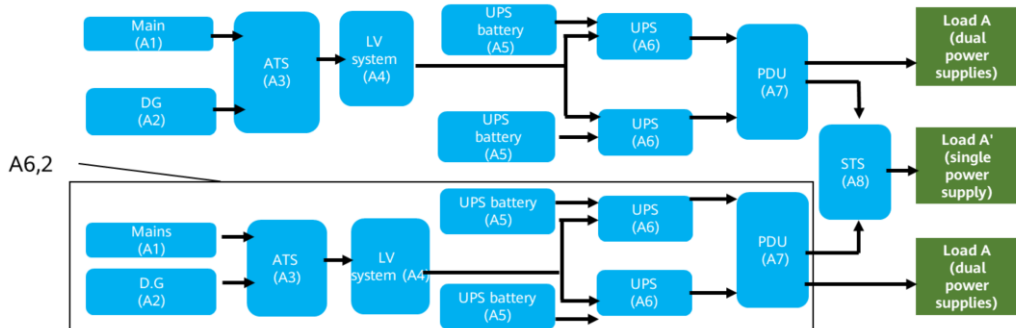 Main
(A1)
DG
(A2)
ATS
(A3)
LV
system
(A4)
UPS
battery
(A5)
UPS
(A6)
UPS
battery
(A5)
UPS
(A6)
PDU
(A7)
Load A
(dual
power
supplies)
STS
(A8)
Load A'
(single
power
supply)
A6,2
Mains
(A1)
D.G
(A2)
ATS
(A3)
LV
system (A4)
UPS battery
(A5)
UPS
(A6)
UPS battery
(A5)
UPS
(A6)
PDU
(A7)
Load A
(dual
power
supplies)